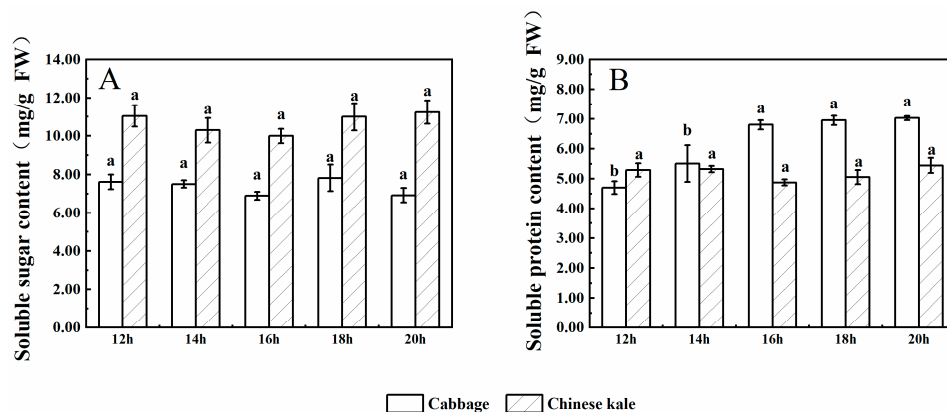 Soluble sugar content（mg/g FW）
14.00
12.00
10.00
8.00
6.00
4.00
2.00
0.00
A
a a a a a
a a a a a
12h 14h 16h 18h 20h
Soluble protein content（mg/g FW）
9.00
8.00
7.00
6.00
5.00
4.00
3.00
2.00
1.00
0.00
B
b b a a a
a a a a a
12h 14h 16h 18h 20h
Cabbage Chinese kale